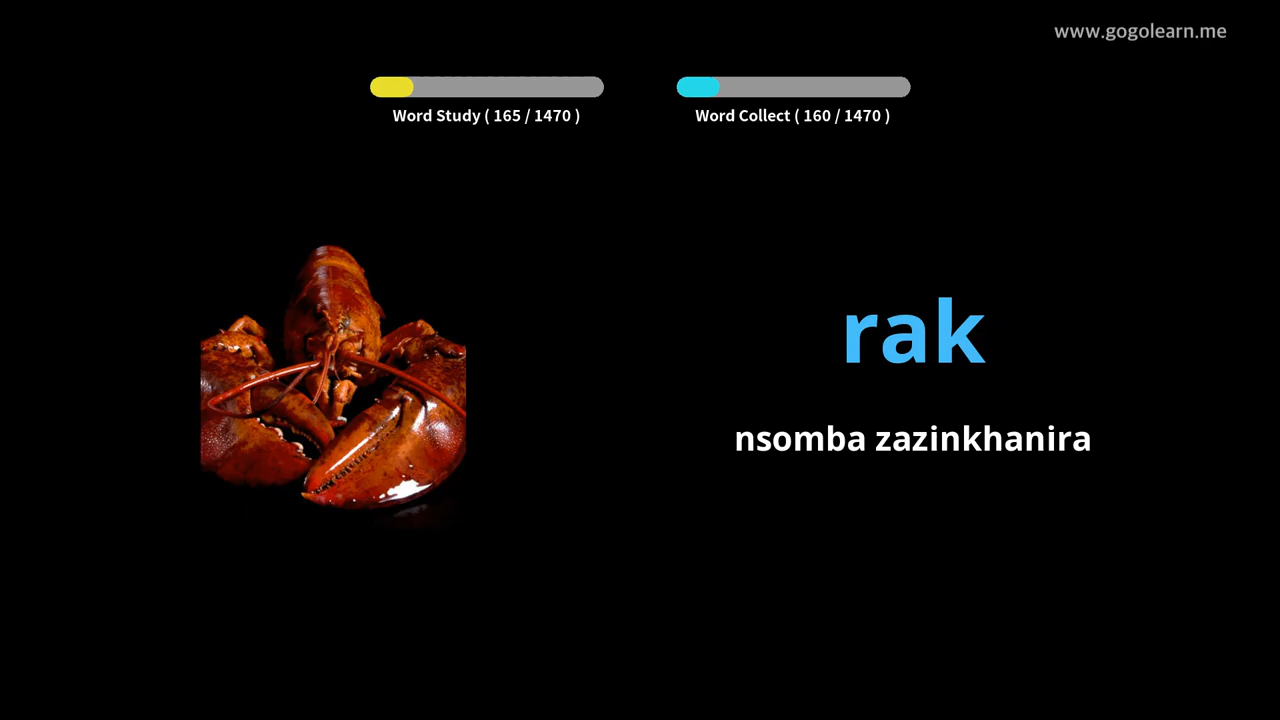 www.gogolearn.me
Word Study ( 165 / 1470 )
Word Collect ( 160 / 1470 )
rak
nsomba zazinkhanira